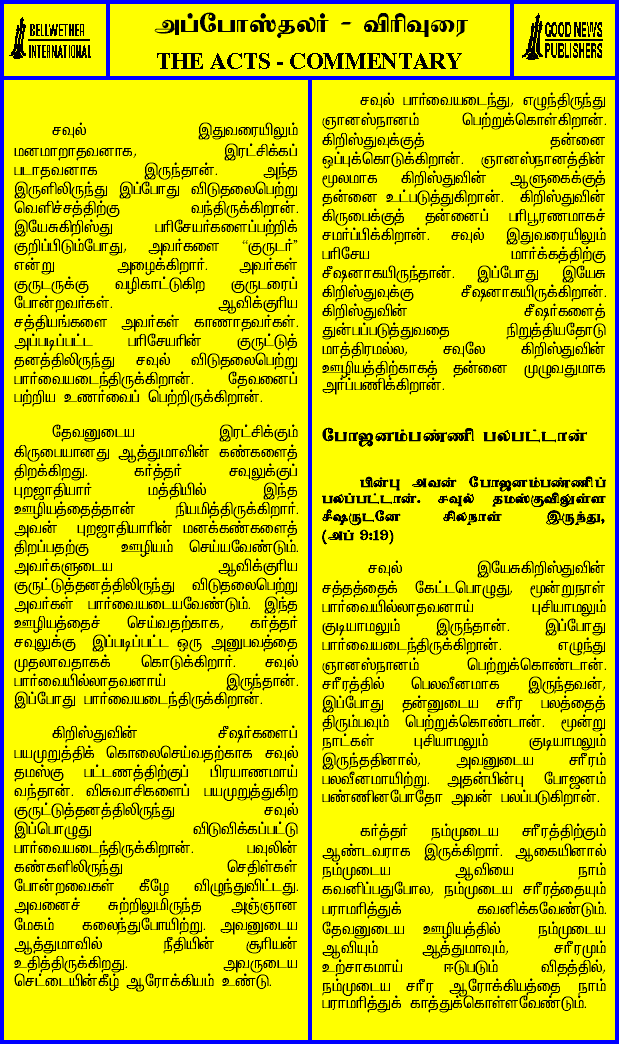 BELLWETHER
INTERNATIONAL
அப்போஸ்தலர் - விரிவுரை
THE ACTS - COMMENTARY
GOOD NEWS
PUBLISHERS
சவுல் இதுவரையிலும்
மனமாறாதவனாக, இரட்சிக்கப்
படாதவனாக இருந்தான். அந்த
இருளிலிருந்து இப்போது விடுதலைபெற்று
வெளிச்சத்திற்கு வந்திருக்கிறான்.
இயேசுகிறிஸ்து பரிசேயர்களைப்பற்றிக்
குறிப்பிடும்போது, அவர்களை “குருடர்”
என்று அழைக்கிறார். அவர்கள்
குருடருக்கு வழிகாட்டுகிற குருடரைப்
போன்றவர்கள். ஆவிக்குரிய
சத்தியங்களை அவர்கள் காணாதவர்கள்.
அப்படிப்பட்ட பரிசேயரின் குருட்டுத்
தனத்திலிருந்து சவுல் விடுதலைபெற்று
பார்வையடைந்திருக்கிறான். தேவனைப்
பற்றிய உணர்வைப் பெற்றிருக்கிறான்.
தேவனுடைய இரட்சிக்கும்
கிருபையானது ஆத்துமாவின் கண்களைத்
திறக்கிறது. கர்த்தர் சவுலுக்குப்
புறஜாதியார் மத்தியில் இந்த
ஊழியத்தைத்தான் நியமித்திருக்கிறார்.
அவன் புறஜாதியாரின் மனக்கண்களைத்
திறப்பதற்கு ஊழியம் செய்யவேண்டும்.
அவர்களுடைய ஆவிக்குரிய
குருட்டுத்தனத்திலிருந்து விடுதலைபெற்று
அவர்கள் பார்வையடையவேண்டும். இந்த
ஊழியத்தைச் செய்வதற்காக, கர்த்தர்
சவுலுக்கு இப்படிப்பட்ட ஒரு அனுபவத்தை
முதலாவதாகக் கொடுக்கிறார். சவுல்
பார்வையில்லாதவனாய் இருந்தான்.
இப்போது பார்வையடைந்திருக்கிறான்.
கிறிஸ்துவின் சீஷர்களைப்
பயமுறுத்திக் கொலைசெய்வதற்காக சவுல்
தமஸ்கு பட்டணத்திற்குப் பிரயாணமாய்
வந்தான். விசுவாசிகளைப் பயமுறுத்துகிற
குருட்டுத்தனத்திலிருந்து சவுல்
இப்பொழுது விடுவிக்கப்பட்டு
பார்வையடைந்திருக்கிறான். பவுலின்
கண்களிலிருந்து செதிள்கள்
போன்றவைகள் கீழே விழுந்துவிட்டது.
அவனைச் சுற்றிலுமிருந்த அஞ்ஞான
மேகம் கலைந்துபோயிற்று. அவனுடைய
ஆத்துமாவில் நீதியின் சூரியன்
உதித்திருக்கிறது. அவருடைய
செட்டையின்கீழ் ஆரோக்கியம் உண்டு.
சவுல் பார்வையடைந்து, எழுந்திருந்து
ஞானஸ்நானம் பெற்றுக்கொள்கிறான்.
கிறிஸ்துவுக்குத் தன்னை
ஒப்புக்கொடுக்கிறான். ஞானஸ்நானத்தின்
மூலமாக கிறிஸ்துவின் ஆளுகைக்குத்
தன்னை உட்படுத்துகிறான். கிறிஸ்துவின்
கிருபைக்குத் தன்னைப் பரிபூரணமாகச்
சமர்ப்பிக்கிறான். சவுல் இதுவரையிலும்
பரிசேய மார்க்கத்திற்கு
சீஷனாகயிருந்தான். இப்போது இயேசு
கிறிஸ்துவுக்கு சீஷனாகயிருக்கிறான்.
கிறிஸ்துவின் சீஷர்களைத்
துன்பப்படுத்துவதை நிறுத்தியதோடு
மாத்திரமல்ல, சவுலே கிறிஸ்துவின்
ஊழியத்திற்காகத் தன்னை முழுவதுமாக
அர்ப்பணிக்கிறான்.
போஜனம்பண்ணி பலபட்டான்
பின்பு அவன் போஜனம்பண்ணிப்
பலப்பட்டான். சவுல் தமஸ்குவிலுள்ள
சீஷருடனே சிலநாள் இருந்து,
(அப் 9:19)
சவுல் இயேசுகிறிஸ்துவின்
சத்தத்தைக் கேட்டபொழுது, மூன்றுநாள்
பார்வையில்லாதவனாய் புசியாமலும்
குடியாமலும் இருந்தான். இப்போது
பார்வையடைந்திருக்கிறான். எழுந்து
ஞானஸ்நானம் பெற்றுக்கொண்டான்.
சரீரத்தில் பெலவீனமாக இருந்தவன்,
இப்போது தன்னுடைய சரீர பலத்தைத்
திரும்பவும் பெற்றுக்கொண்டான். மூன்று
நாட்கள் புசியாமலும் குடியாமலும்
இருந்ததினால், அவனுடைய சரீரம்
பலவீனமாயிற்று. அதன்பின்பு போஜனம்
பண்ணினபோதோ அவன் பலப்படுகிறான்.
கர்த்தர் நம்முடைய சரீரத்திற்கும்
ஆண்டவராக இருக்கிறார். ஆகையினால்
நம்முடைய ஆவியை நாம்
கவனிப்பதுபோல, நம்முடைய சரீரத்தையும்
பராமரித்துக் கவனிக்கவேண்டும்.
தேவனுடைய ஊழியத்தில் நம்முடைய
ஆவியும் ஆத்துமாவும், சரீரமும்
உற்சாகமாய் ஈடுபடும் விதத்தில்,
நம்முடைய சரீர ஆரோக்கியத்தை நாம்
பராமரித்துக் காத்துக்கொள்ளவேண்டும்.